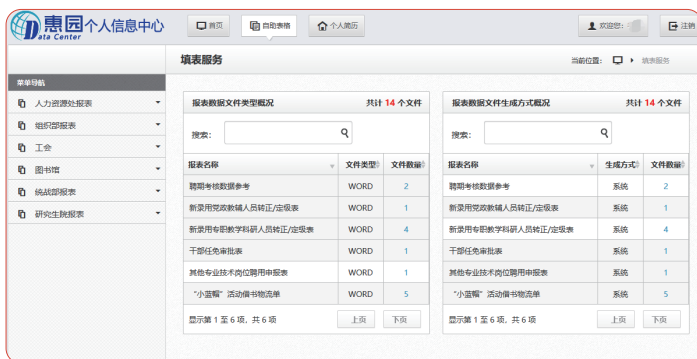 惠园个人信息中心
Data Center
首页
自助表格
个人简历
欢迎您:
注销
填表服务
当前位置:
填表服务
菜单导航
人力资源处报表
组织部报表
工会
图书馆
统战部报表
研究生院报表
报表数据文件类型概况 共计 14 个文件
搜索:
报表名称 文件类型 文件数量
聘期考核数据参考 WORD 2
新录用党政教辅人员转正/定级表 WORD 1
新录用专职教学科研人员转正/定级表 WORD 4
干部任免审批表 WORD 1
其他专业技术岗位聘用申报表 WORD 1
“小蓝帽”活动借书物流单 WORD 5
显示第 1 至 6 项, 共 6 项 上页 下页
报表数据文件生成方式概况 共计 14 个文件
搜索:
报表名称 生成方式 文件数量
聘期考核数据参考 系统 2
新录用党政教辅人员转正/定级表 系统 1
新录用专职教学科研人员转正/定级表 系统 4
干部任免审批表 系统 1
其他专业技术岗位聘用申报表 系统 1
“小蓝帽”活动借书物流单 系统 5
显示第 1 至 6 项, 共 6 项 上页 下页